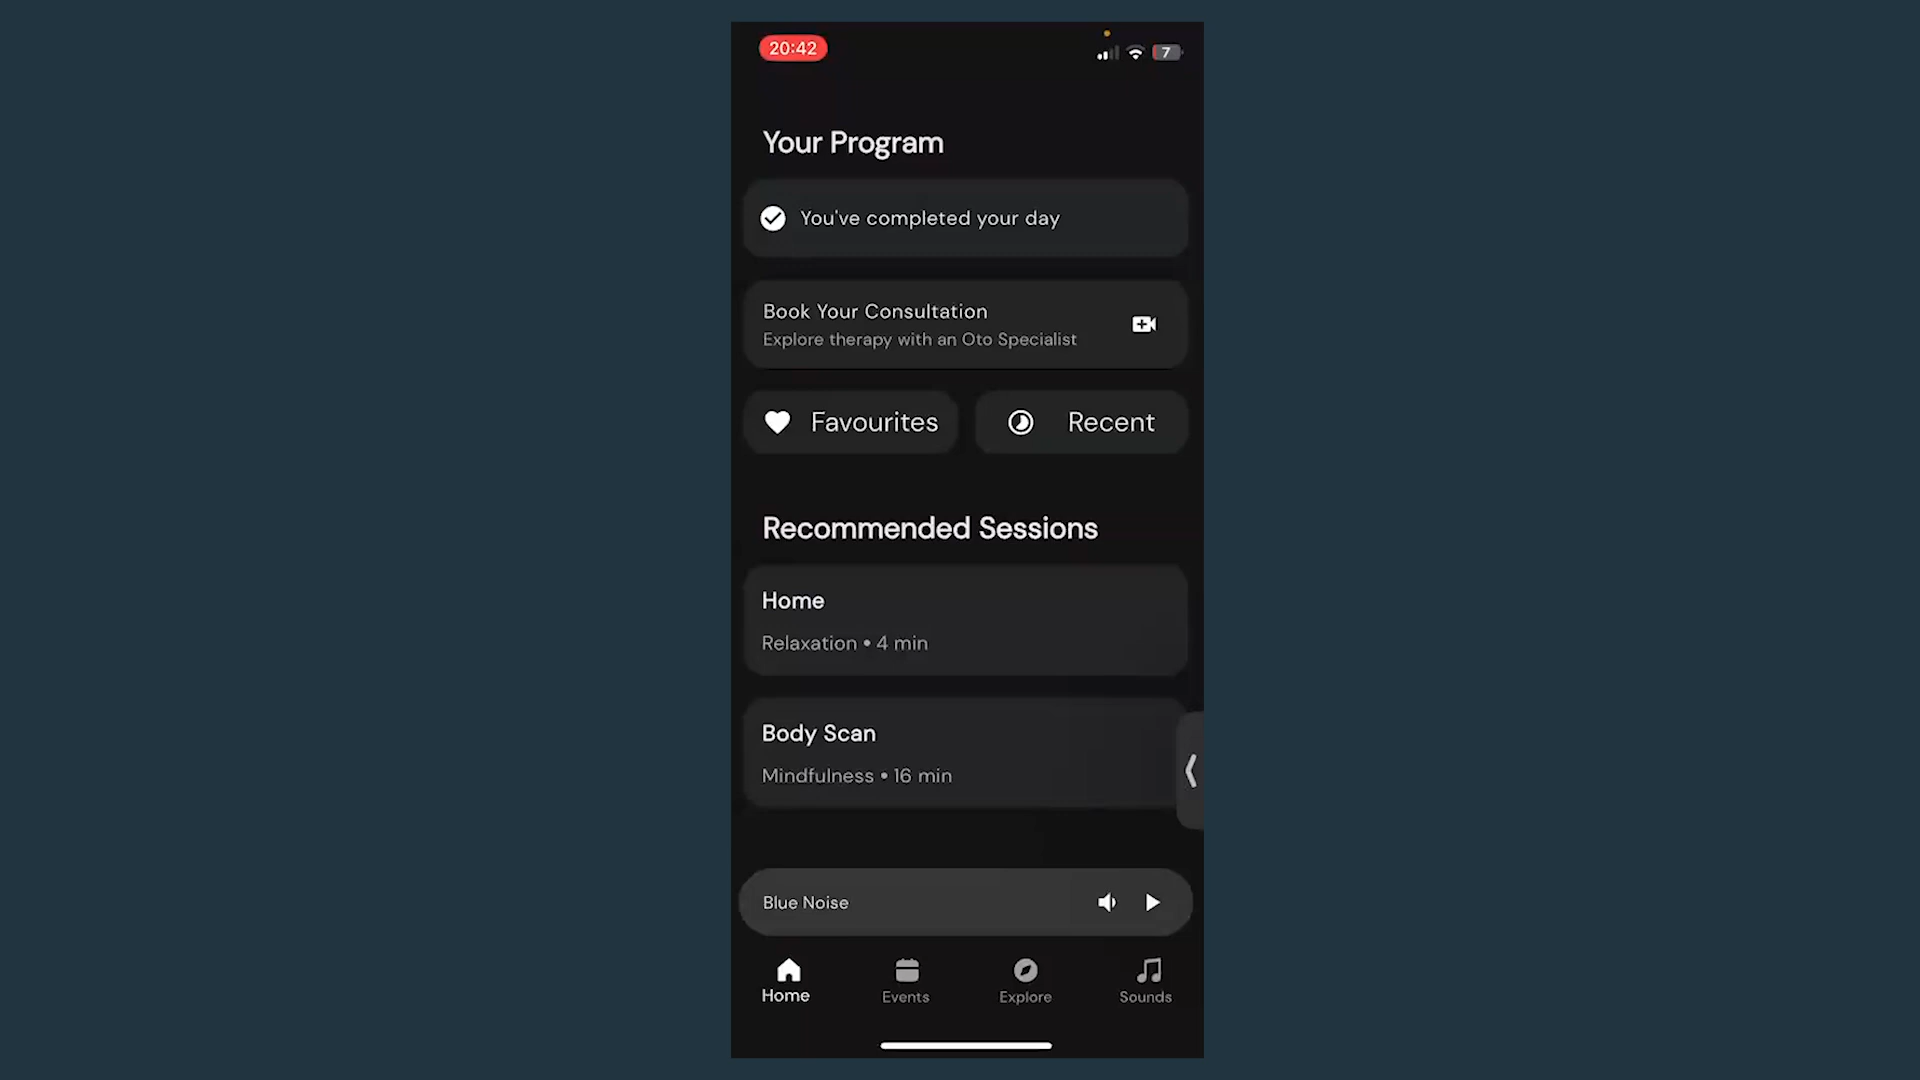 20:42
7
Your Program
You've completed your day
Book Your Consultation
Explore therapy with an Oto Specialist
Favourites
Recent
Recommended Sessions
Home
Relaxation • 4 min
Body Scan
Mindfulness • 16 min
Blue Noise
Home
Events
Explore
Sounds